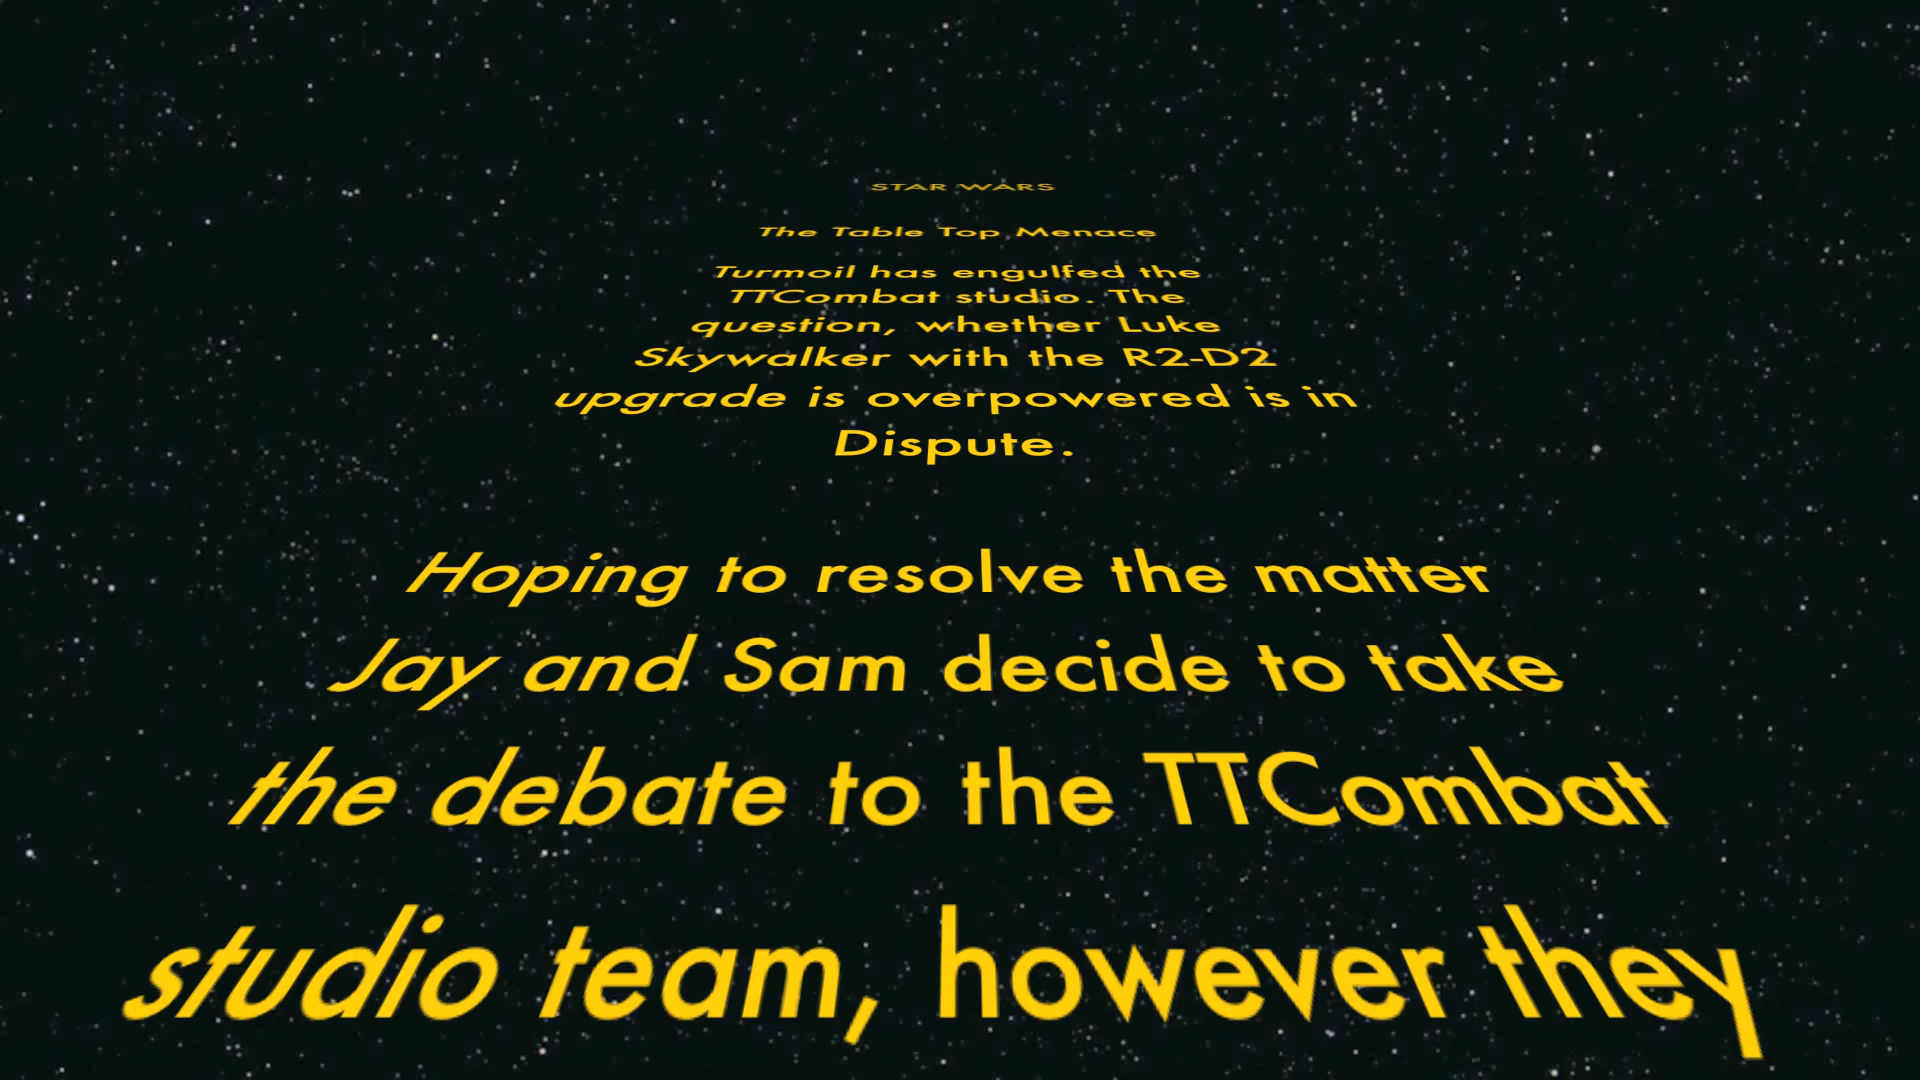 STAR WARS
The Table Top Menace
Turmoil has engulfed the
TTCombat studio. The
question, whether Luke
Skywalker with the R2-D2
upgrade is overpowered is in
Dispute.
Hoping to resolve the matter
Jay and Sam decide to take
the debate to the TTCombat
studio team, however they